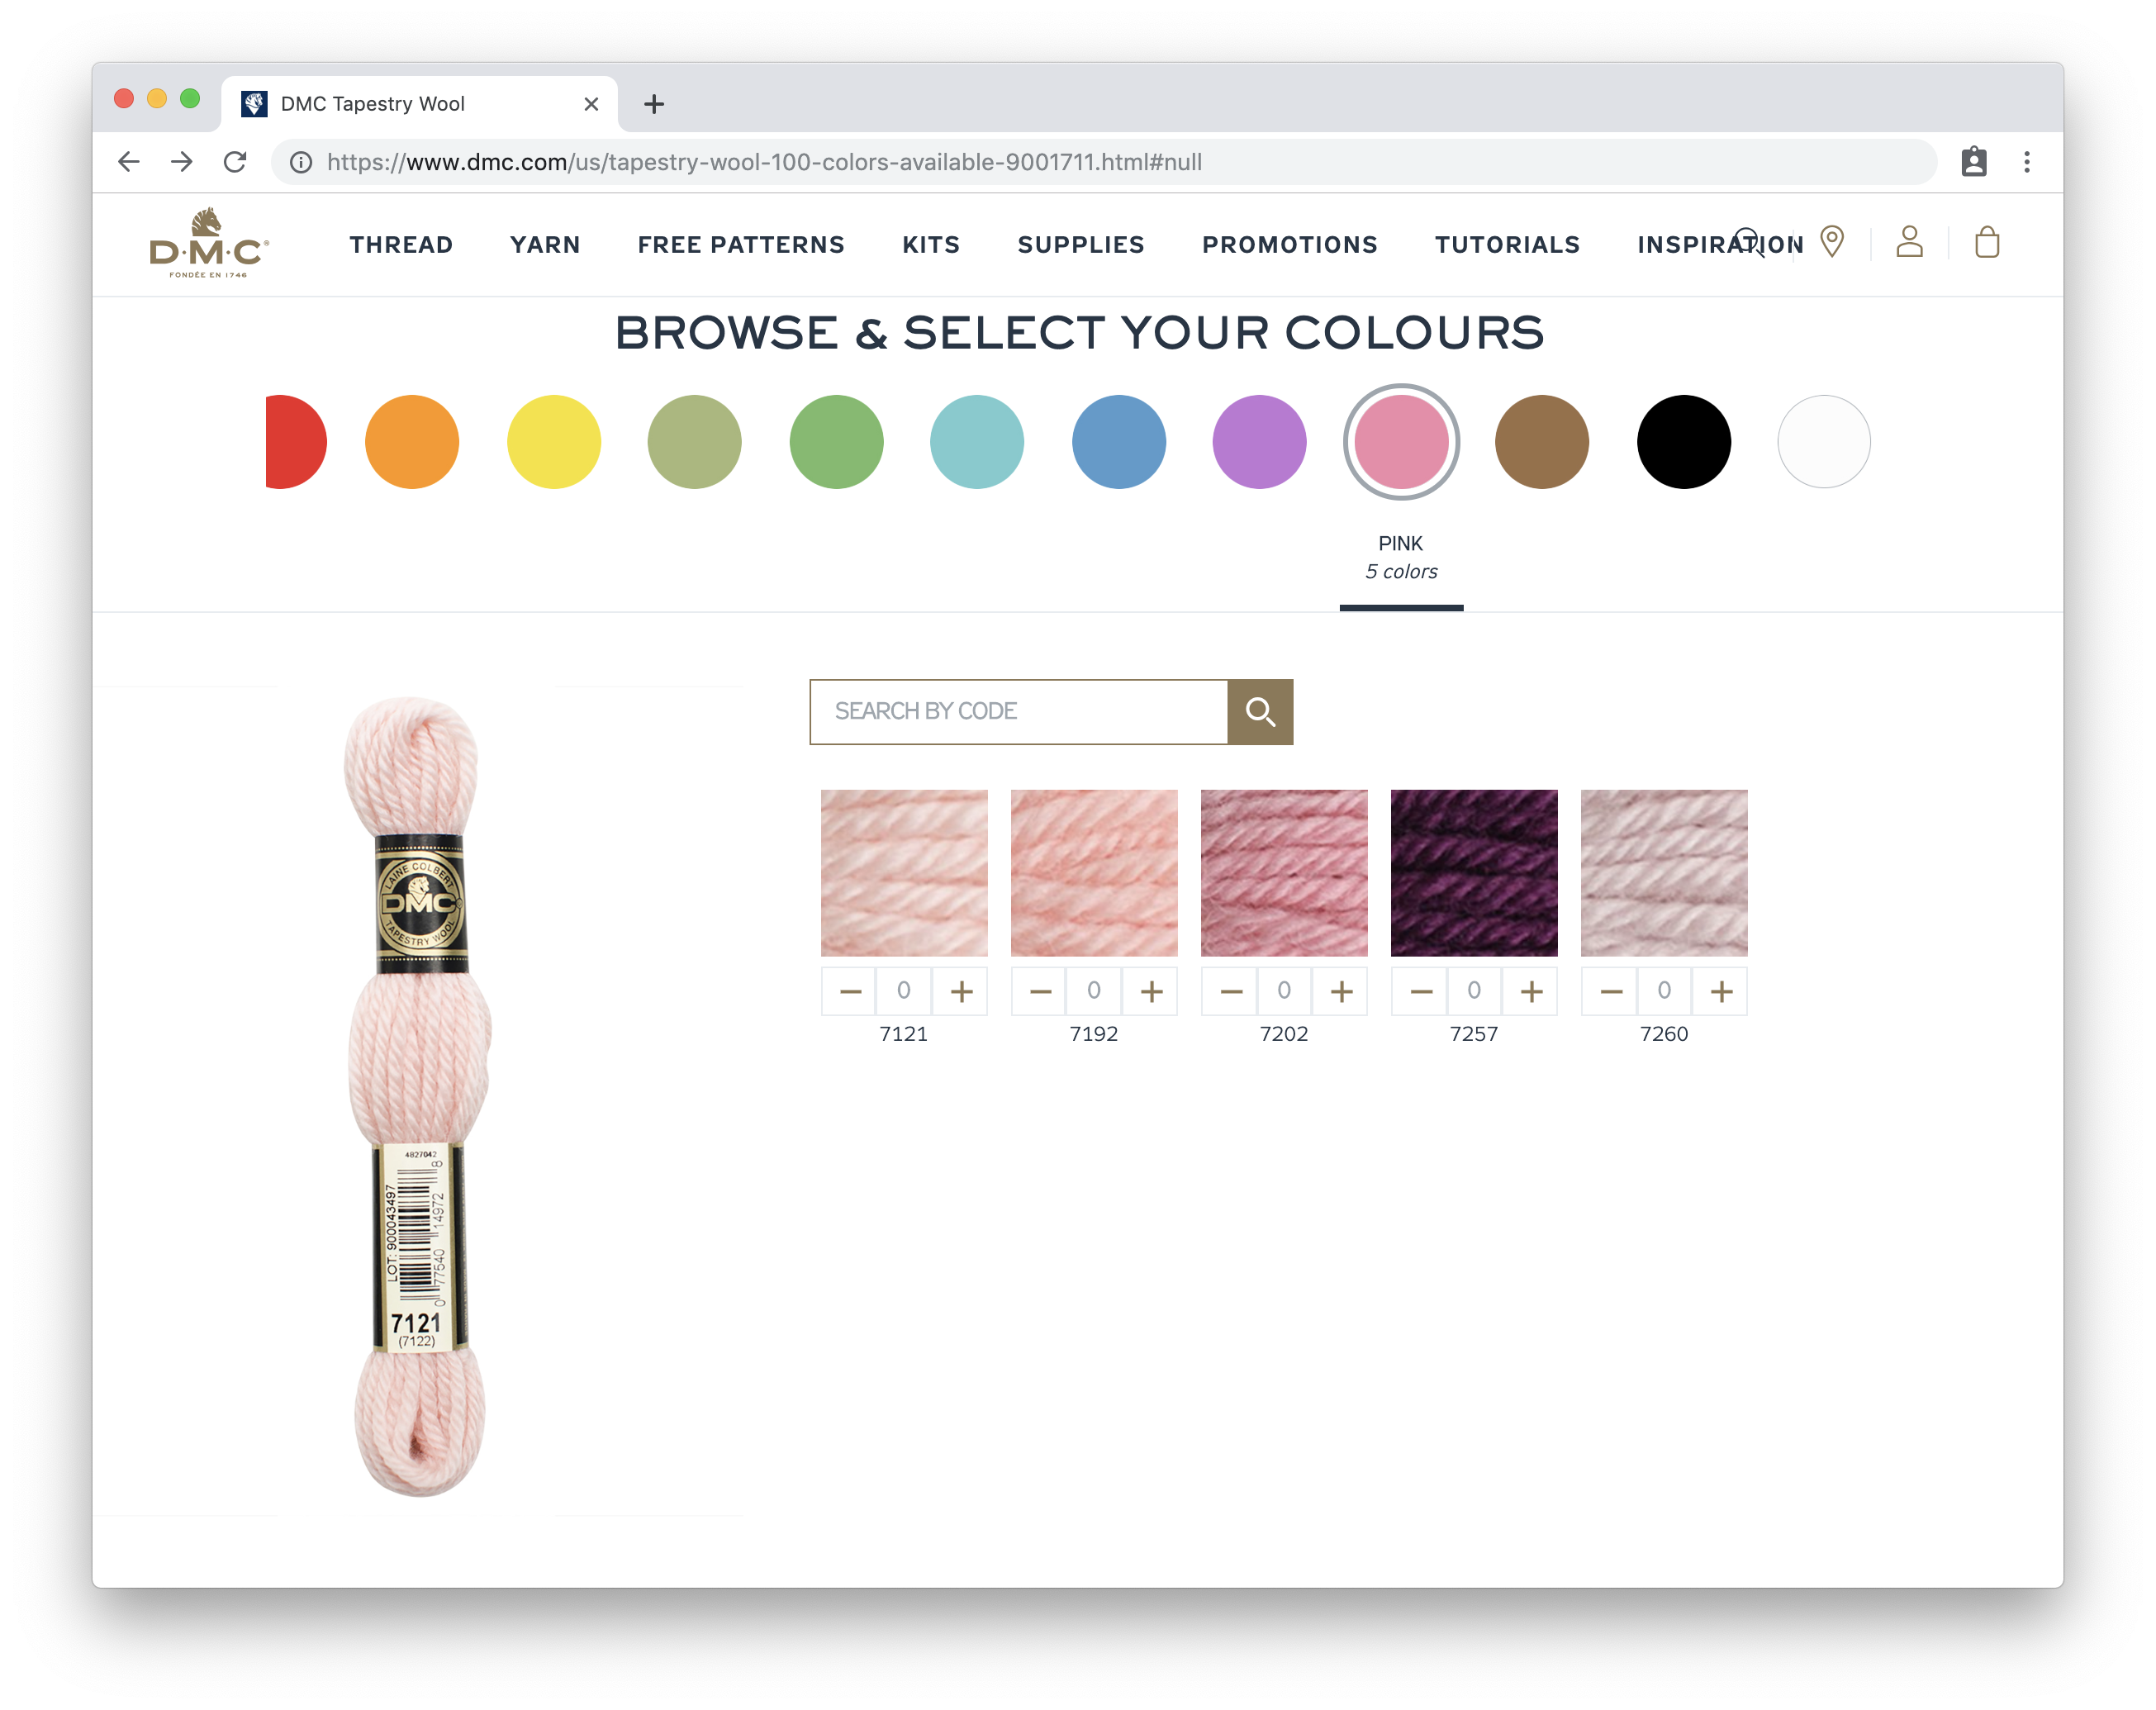 DMC Tapestry Wool
https://www.dmc.com/us/tapestry-wool-100-colors-available-9001711.html#null
D·M·C®
FONDÉE EN 1746
THREAD YARN FREE PATTERNS KITS SUPPLIES PROMOTIONS TUTORIALS INSPIRATION
BROWSE & SELECT YOUR COLOURS
PINK
5 colors
SEARCH BY CODE
LAINE COLBERT
DMC®
TAPESTRY WOOL
4827042
LOT: 900043497
0 77540 14972 8
7121
(7122)
0 0 0 0 0
7121 7192 7202 7257 7260